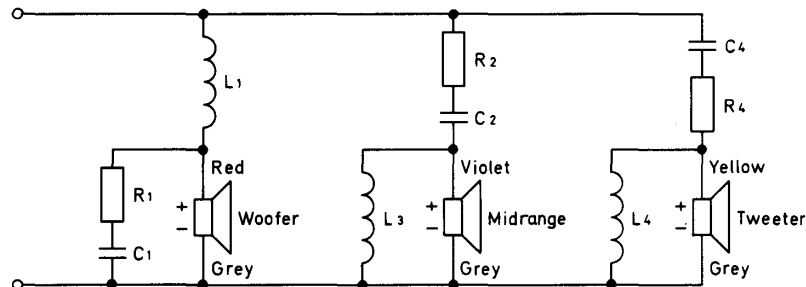 C4
R2
L1
R4
C2
Red
Violet
Yellow
R1
+
-
Woofer
L3
+
-
Midrange
L4
+
-
Tweeter
C1
Grey
Grey
Grey